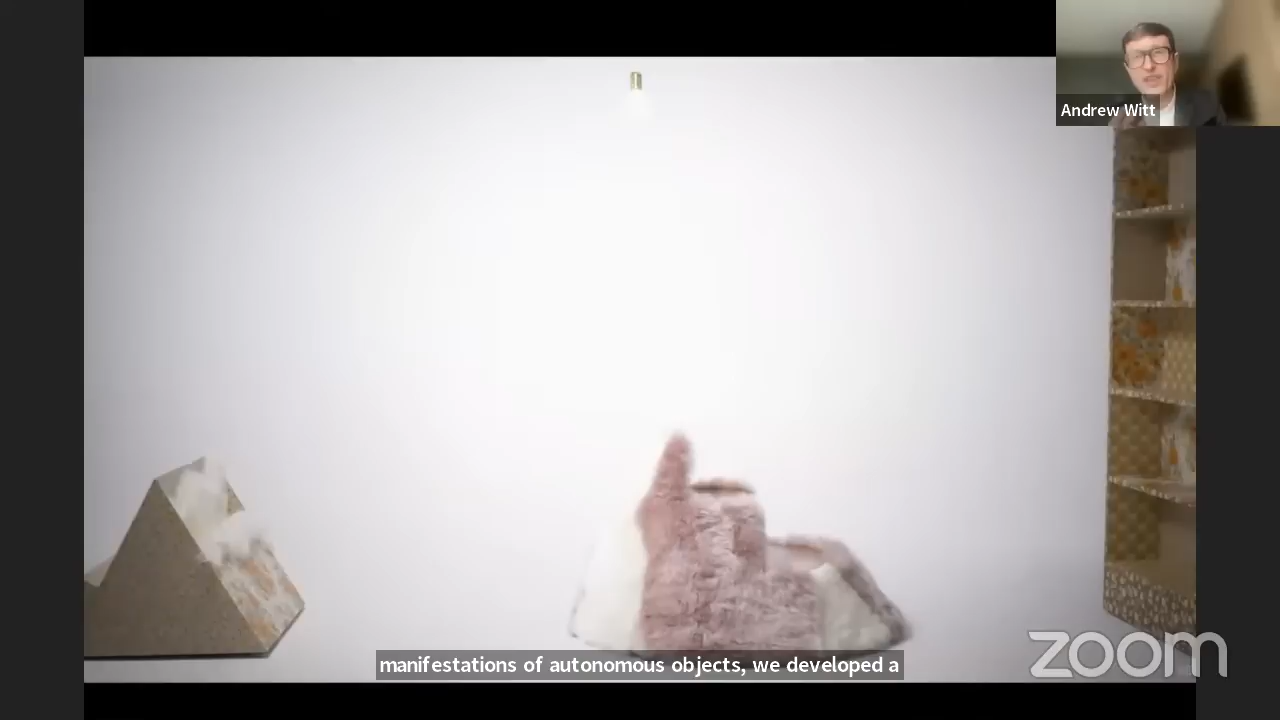 Andrew Witt
manifestations of autonomous objects, we developed a
zoom